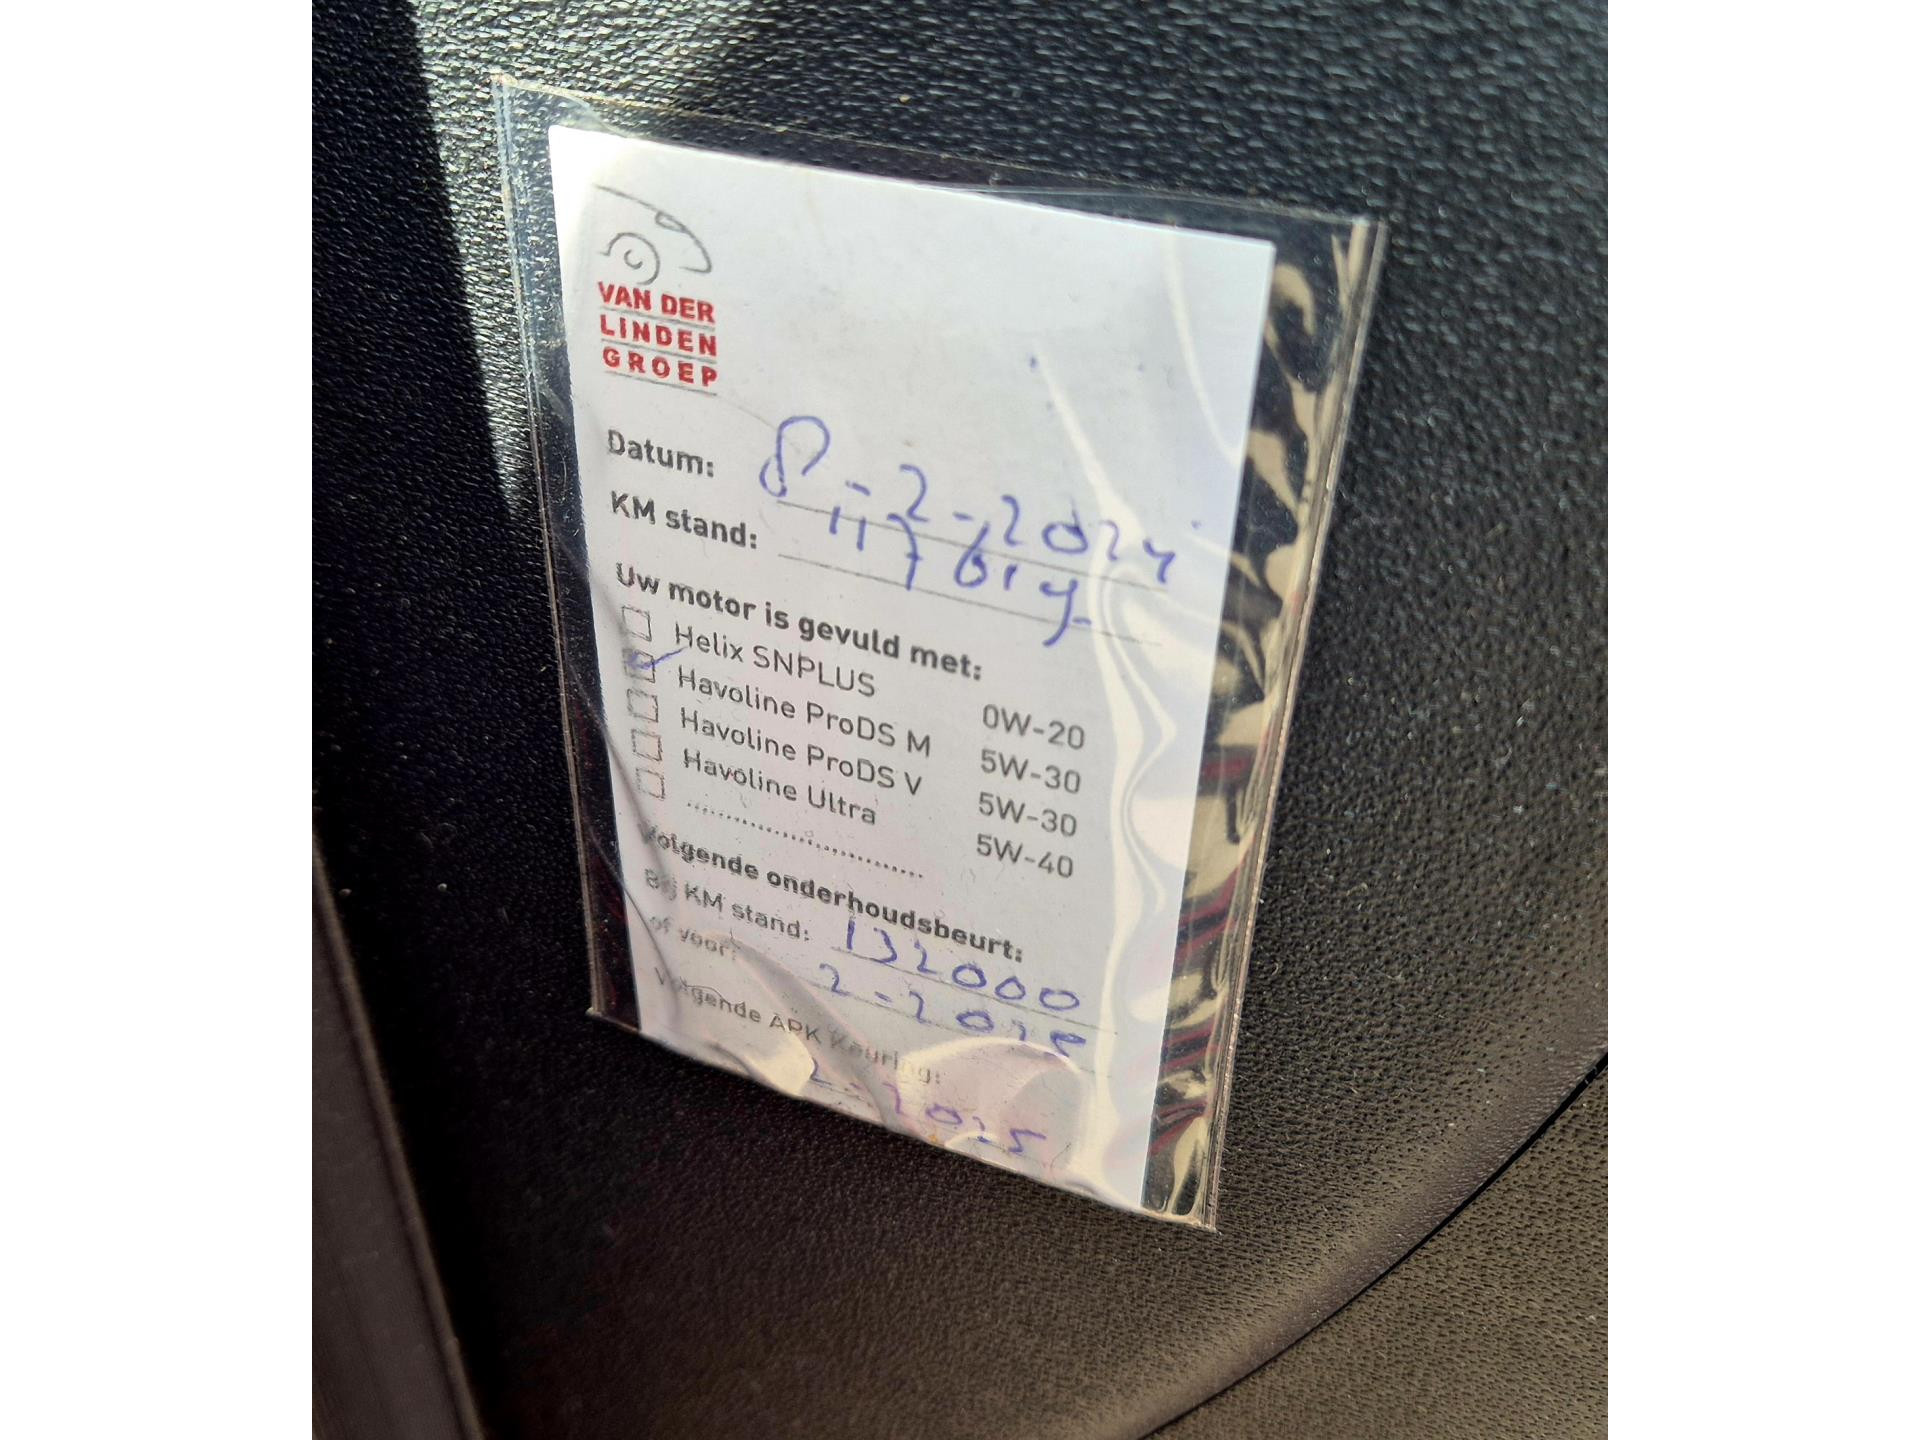 VAN DER
LINDEN
GROEP
Datum: 8-2-2024
KM stand: 117614
Uw motor is gevuld met:
Helix SNPLUS 0W-20
Havoline ProDS M 5W-30
Havoline ProDS V 5W-30
Havoline Ultra 5W-40
..............................
Volgende onderhoudsbeurt:
Bij KM stand: 132000
of voor: 2-2025
Volgende APK Keuring:
2-2025